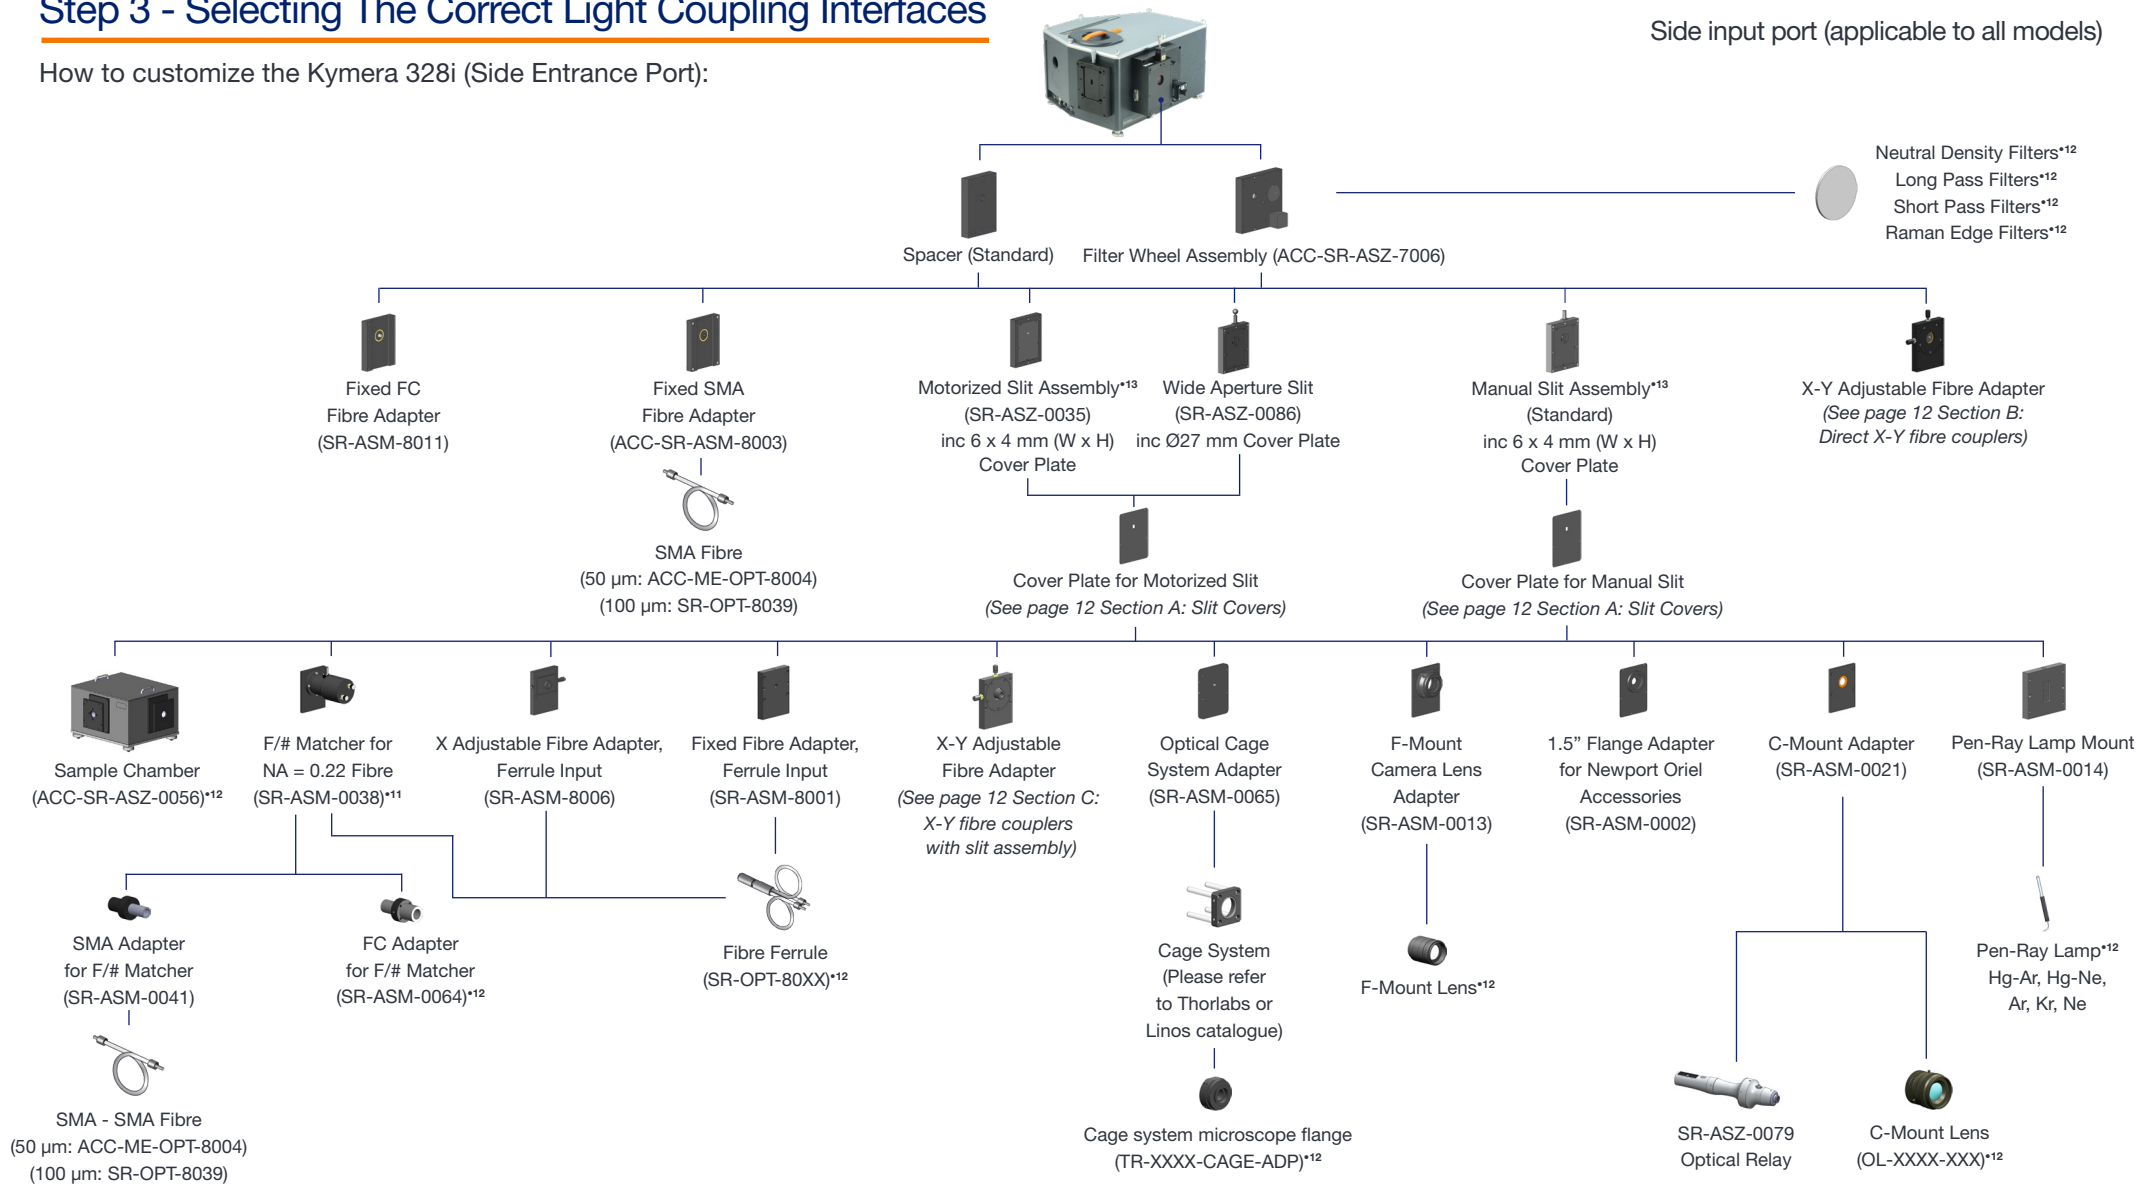 Step 3 - Selecting The Correct Light Coupling Interfaces
Side input port (applicable to all models)
How to customize the Kymera 328i (Side Entrance Port):
Neutral Density Filters•12
Long Pass Filters•12
Short Pass Filters•12
Raman Edge Filters•12
Spacer (Standard)
Filter Wheel Assembly (ACC-SR-ASZ-7006)
Fixed FC
Fibre Adapter
(SR-ASM-8011)
Fixed SMA
Fibre Adapter
(ACC-SR-ASM-8003)
Motorized Slit Assembly•13
(SR-ASZ-0035)
inc 6 x 4 mm (W x H)
Cover Plate
Wide Aperture Slit
(SR-ASZ-0086)
inc Ø27 mm Cover Plate
Manual Slit Assembly•13
(Standard)
inc 6 x 4 mm (W x H)
Cover Plate
X-Y Adjustable Fibre Adapter
(See page 12 Section B:
Direct X-Y fibre couplers)
SMA Fibre
(50 µm: ACC-ME-OPT-8004)
(100 µm: SR-OPT-8039)
Cover Plate for Motorized Slit
(See page 12 Section A: Slit Covers)
Cover Plate for Manual Slit
(See page 12 Section A: Slit Covers)
Sample Chamber
(ACC-SR-ASZ-0056)•12
F/# Matcher for
NA = 0.22 Fibre
(SR-ASM-0038)•11
X Adjustable Fibre Adapter,
Ferrule Input
(SR-ASM-8006)
Fixed Fibre Adapter,
Ferrule Input
(SR-ASM-8001)
X-Y Adjustable
Fibre Adapter
(See page 12 Section C:
X-Y fibre couplers
with slit assembly)
Optical Cage
System Adapter
(SR-ASM-0065)
F-Mount
Camera Lens
Adapter
(SR-ASM-0013)
1.5” Flange Adapter
for Newport Oriel
Accessories
(SR-ASM-0002)
C-Mount Adapter
(SR-ASM-0021)
Pen-Ray Lamp Mount
(SR-ASM-0014)
SMA Adapter
for F/# Matcher
(SR-ASM-0041)
FC Adapter
for F/# Matcher
(SR-ASM-0064)•12
Fibre Ferrule
(SR-OPT-80XX)•12
Cage System
(Please refer
to Thorlabs or
Linos catalogue)
F-Mount Lens•12
Pen-Ray Lamp•12
Hg-Ar, Hg-Ne,
Ar, Kr, Ne
SMA - SMA Fibre
(50 µm: ACC-ME-OPT-8004)
(100 µm: SR-OPT-8039)
Cage system microscope flange
(TR-XXXX-CAGE-ADP)•12
SR-ASZ-0079
Optical Relay
C-Mount Lens
(OL-XXXX-XXX)•12